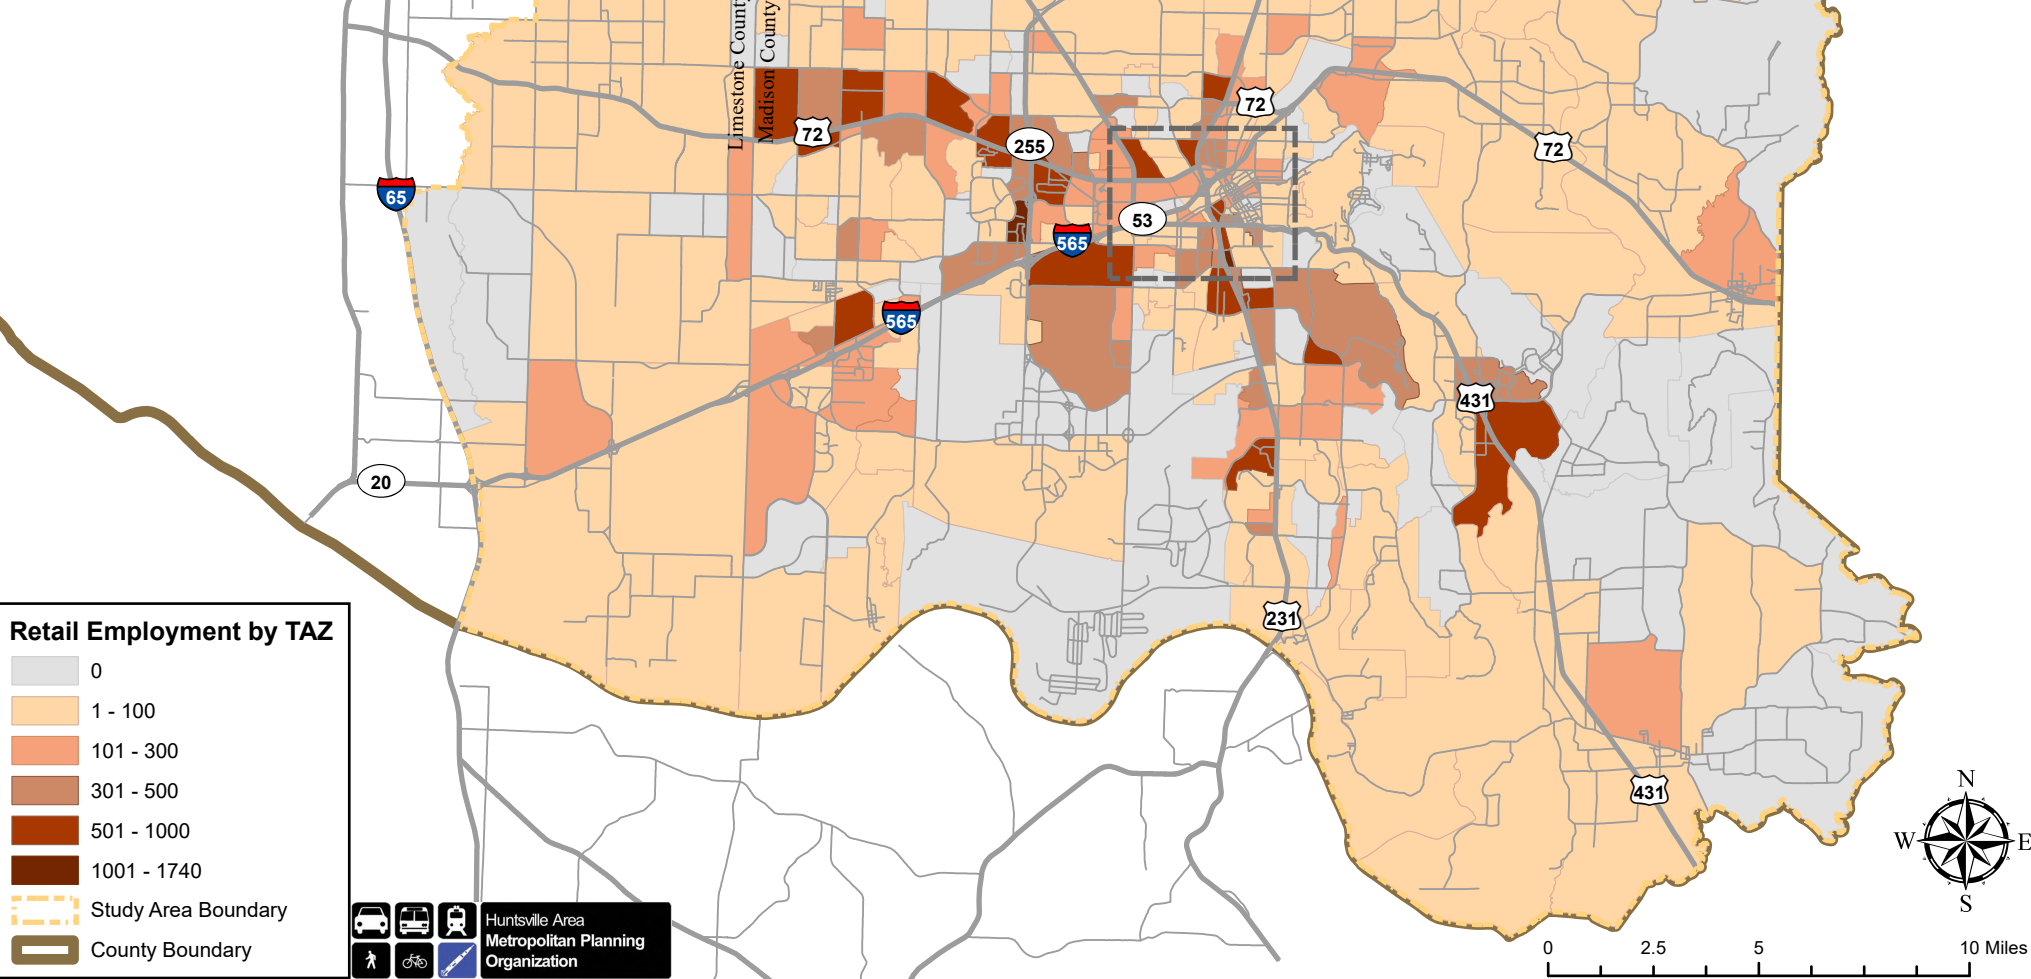 Limestone County
Madison County
72
72
255
72
65
53
565
565
431
20
231
431
Retail Employment by TAZ
0
1 - 100
101 - 300
301 - 500
501 - 1000
1001 - 1740
Study Area Boundary
County Boundary
Huntsville Area
Metropolitan Planning
Organization
N
W E
S
0 2.5 5 10 Miles